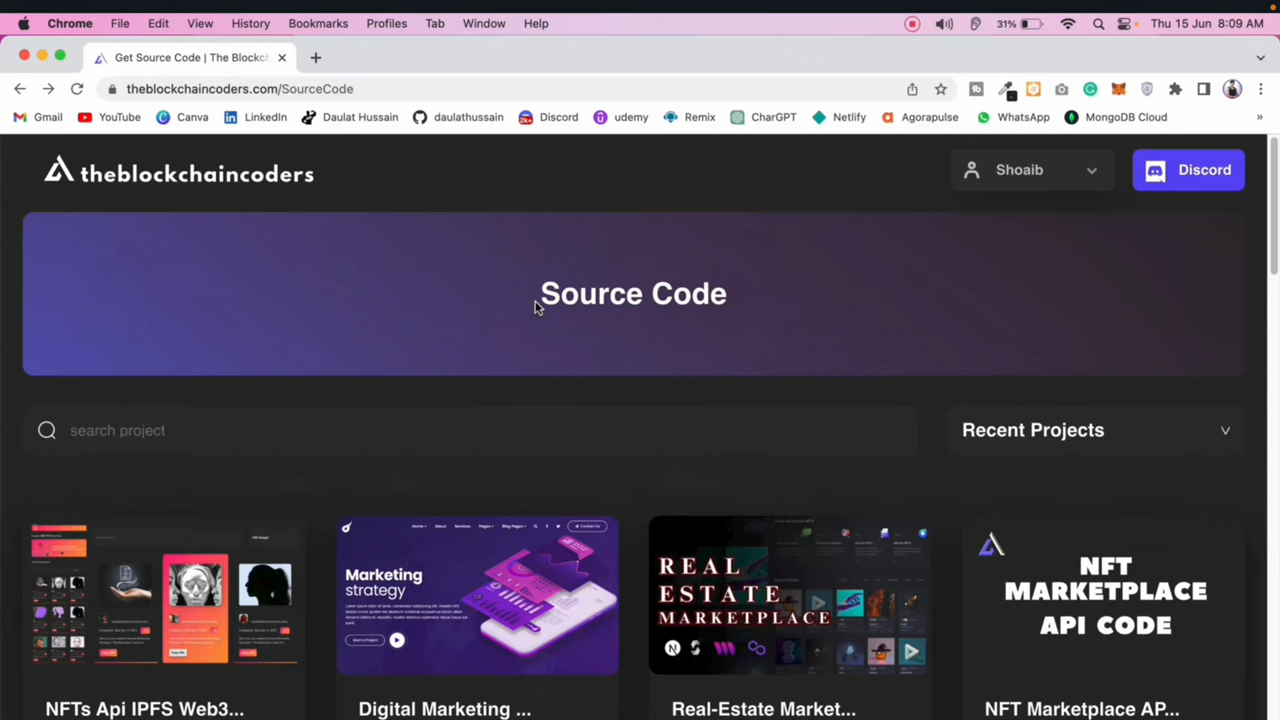 Chrome File Edit View History Bookmarks Profiles Tab Window Help 31% Thu 15 Jun 8:09 AM
Get Source Code | The Blockch
theblockchaincoders.com/SourceCode
Gmail YouTube Canva LinkedIn Daulat Hussain daulathussain Discord udemy Remix CharGPT Netlify Agorapulse WhatsApp MongoDB Cloud »
theblockchaincoders Shoaib Discord
Source Code
search project Recent Projects
Marketing
strategy
Start a Project
REAL
ESTATE
MARKETPLACE
NFT
MARKETPLACE
API CODE
NFTs Api IPFS Web3... Digital Marketing ... Real-Estate Market... NFT Marketplace AP...